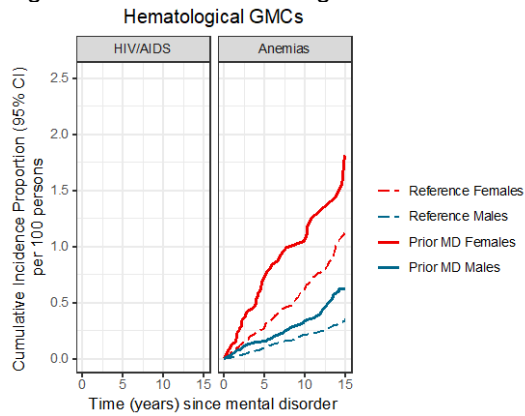 Hematological GMCs
HIV/AIDS
Anemias
Cumulative Incidence Proportion (95% CI)
per 100 persons
2.5
2.0
1.5
1.0
0.5
0.0
0 5 10 15
0 5 10 15
Time (years) since mental disorder
Reference Females
Reference Males
Prior MD Females
Prior MD Males